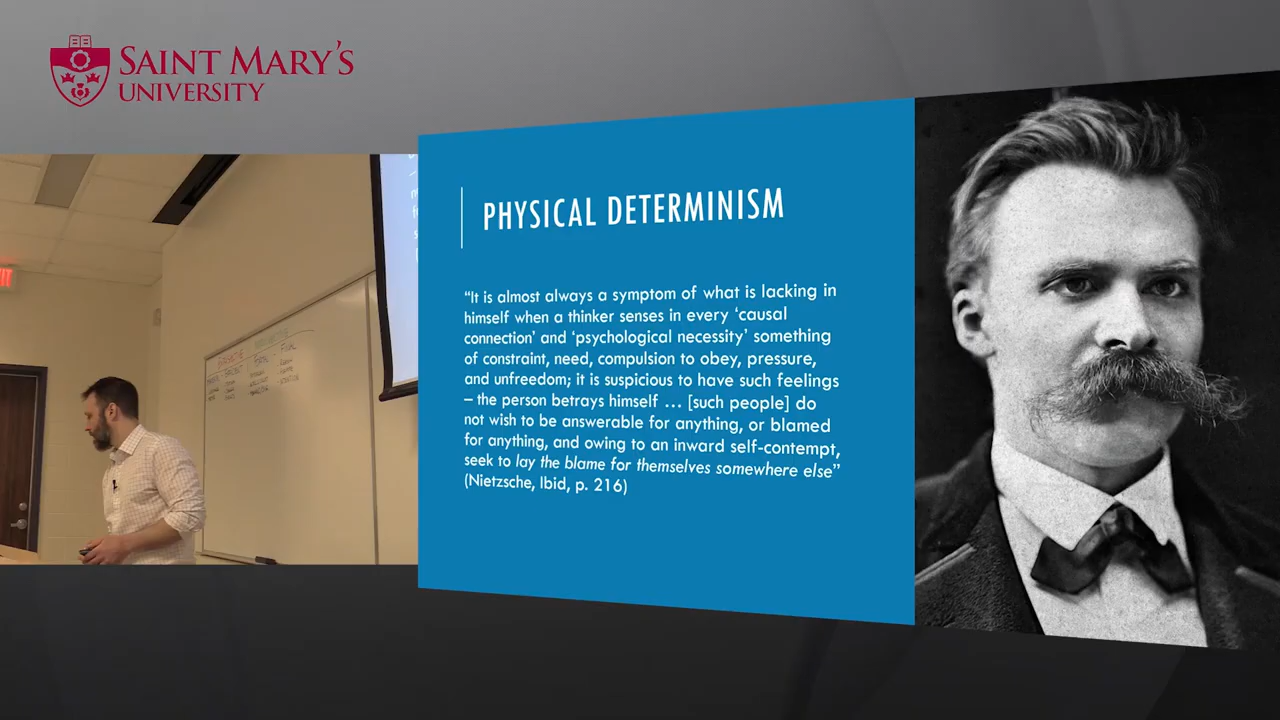 SAINT MARY'S
UNIVERSITY
PHYSICAL DETERMINISM
“It is almost always a symptom of what is lacking in
himself when a thinker senses in every ‘causal
connection’ and ‘psychological necessity’ something
of constraint, need, compulsion to obey, pressure,
and unfreedom; it is suspicious to have such feelings
– the person betrays himself … [such people] do
not wish to be answerable for anything, or blamed
for anything, and owing to an inward self-contempt,
seek to lay the blame for themselves somewhere else”
(Nietzsche, Ibid, p. 216)